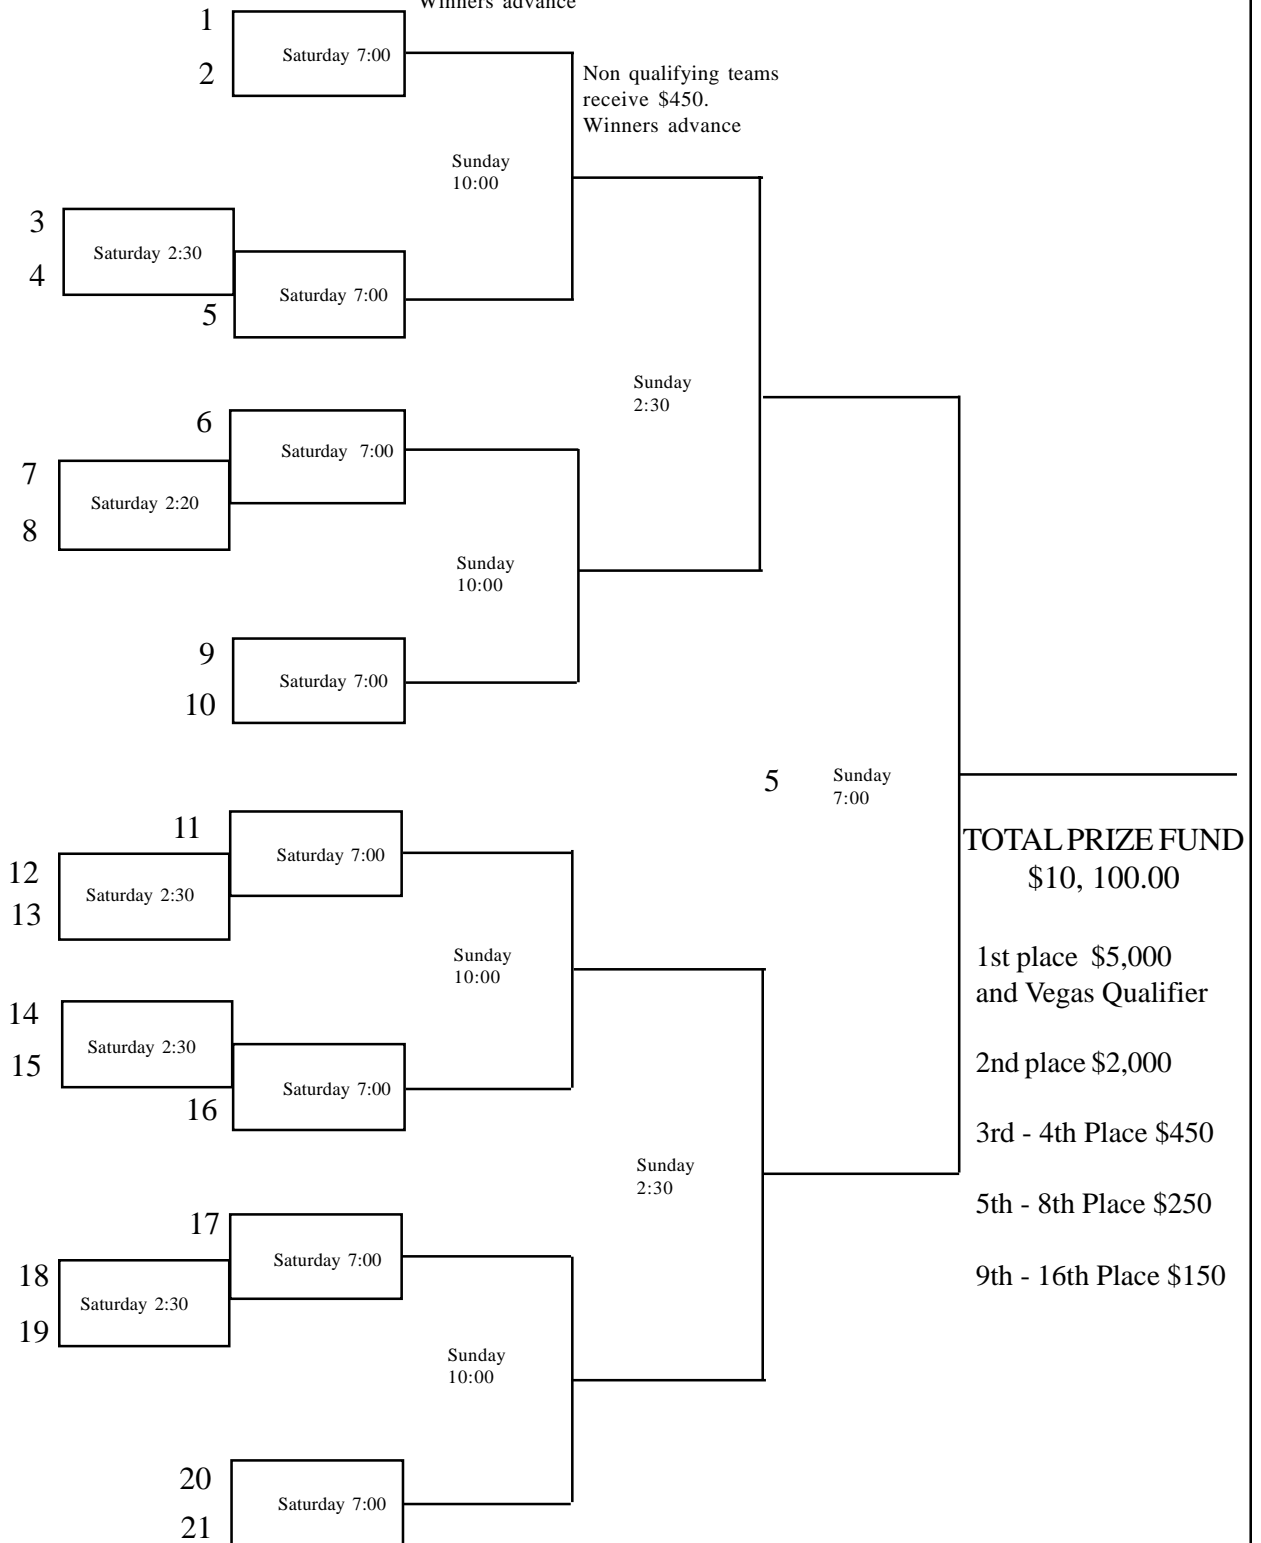 Winners advance
1
Saturday 7:00
2
Non qualifying teams
receive $450.
Winners advance
Sunday
10:00
3
Saturday 2:30
4
Saturday 7:00
5
Sunday
2:30
6
Saturday 7:00
7
Saturday 2:20
8
Sunday
10:00
9
Saturday 7:00
10
5
Sunday
7:00
11
Saturday 7:00
12
Saturday 2:30
13
TOTAL PRIZE FUND
$10, 100.00
1st place $5,000
and Vegas Qualifier
2nd place $2,000
3rd - 4th Place $450
5th - 8th Place $250
9th - 16th Place $150
Sunday
10:00
14
Saturday 2:30
15
Saturday 7:00
16
Sunday
2:30
17
Saturday 7:00
18
Saturday 2:30
19
Sunday
10:00
20
Saturday 7:00
21